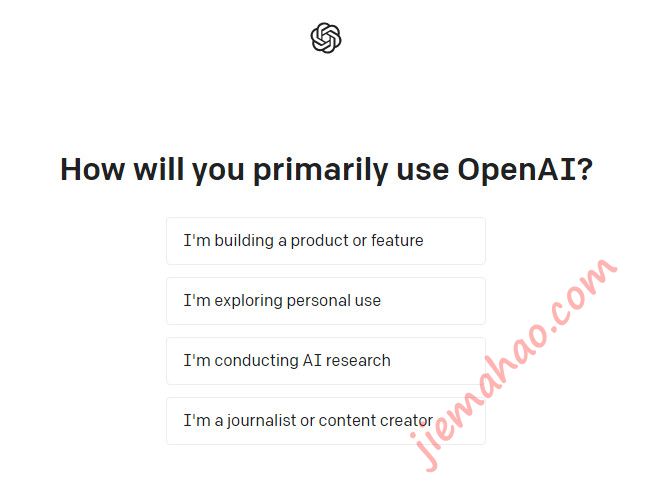 How will you primarily use OpenAI?
I'm building a product or feature
I'm exploring personal use
I'm conducting AI research
I'm a journalist or content creator
jiemahao.com